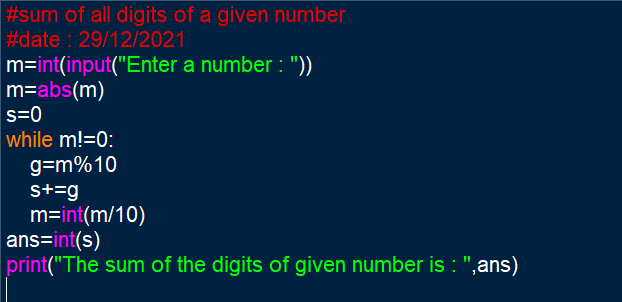 #sum of all digits of a given number
#date : 29/12/2021
m=int(input("Enter a number : "))
m=abs(m)
s=0
while m!=0:
    g=m%10
    s+=g
    m=int(m/10)
ans=int(s)
print("The sum of the digits of given number is : ",ans)